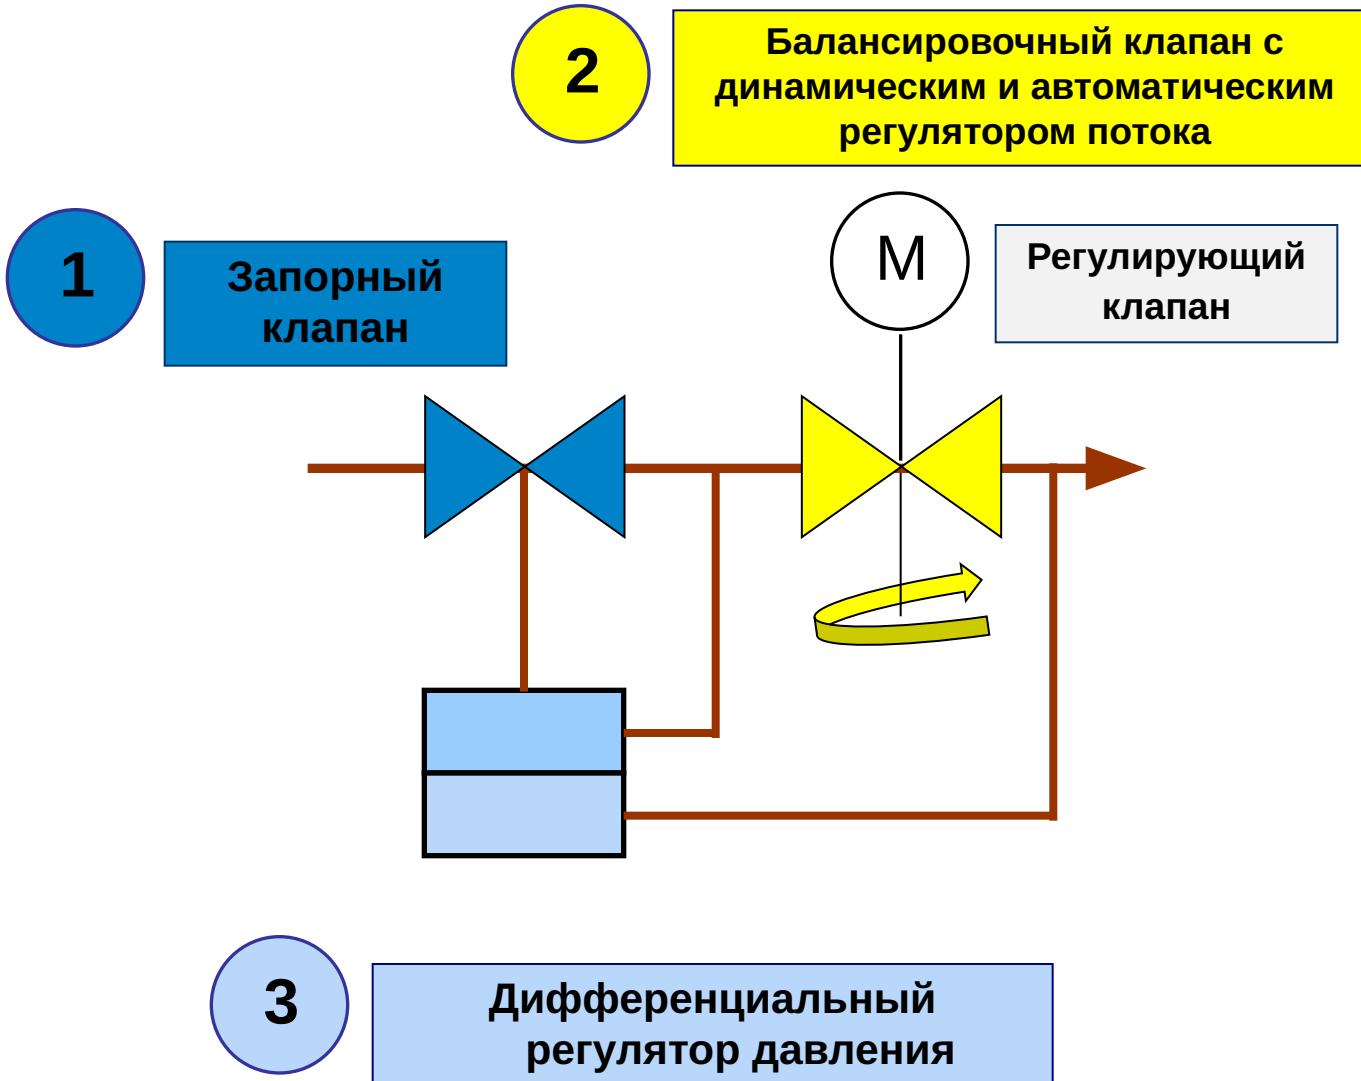 2
Балансировочный клапан с
динамическим и автоматическим
регулятором потока
1
Запорный
клапан
M
Регулирующий
клапан
3
Дифференциальный
регулятор давления